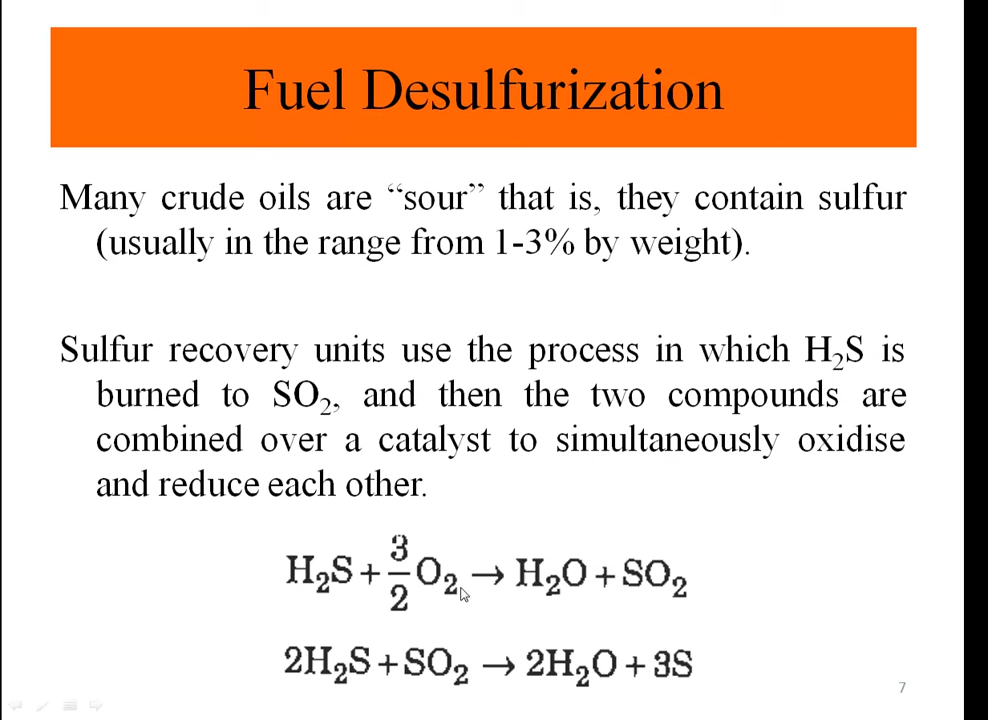 Fuel Desulfurization
Many crude oils are “sour” that is, they contain sulfur
(usually in the range from 1-3% by weight).
Sulfur recovery units use the process in which H₂S is
burned to SO₂, and then the two compounds are
combined over a catalyst to simultaneously oxidise
and reduce each other.
H₂S + 3/2 O₂ → H₂O + SO₂
2H₂S + SO₂ → 2H₂O + 3S
7